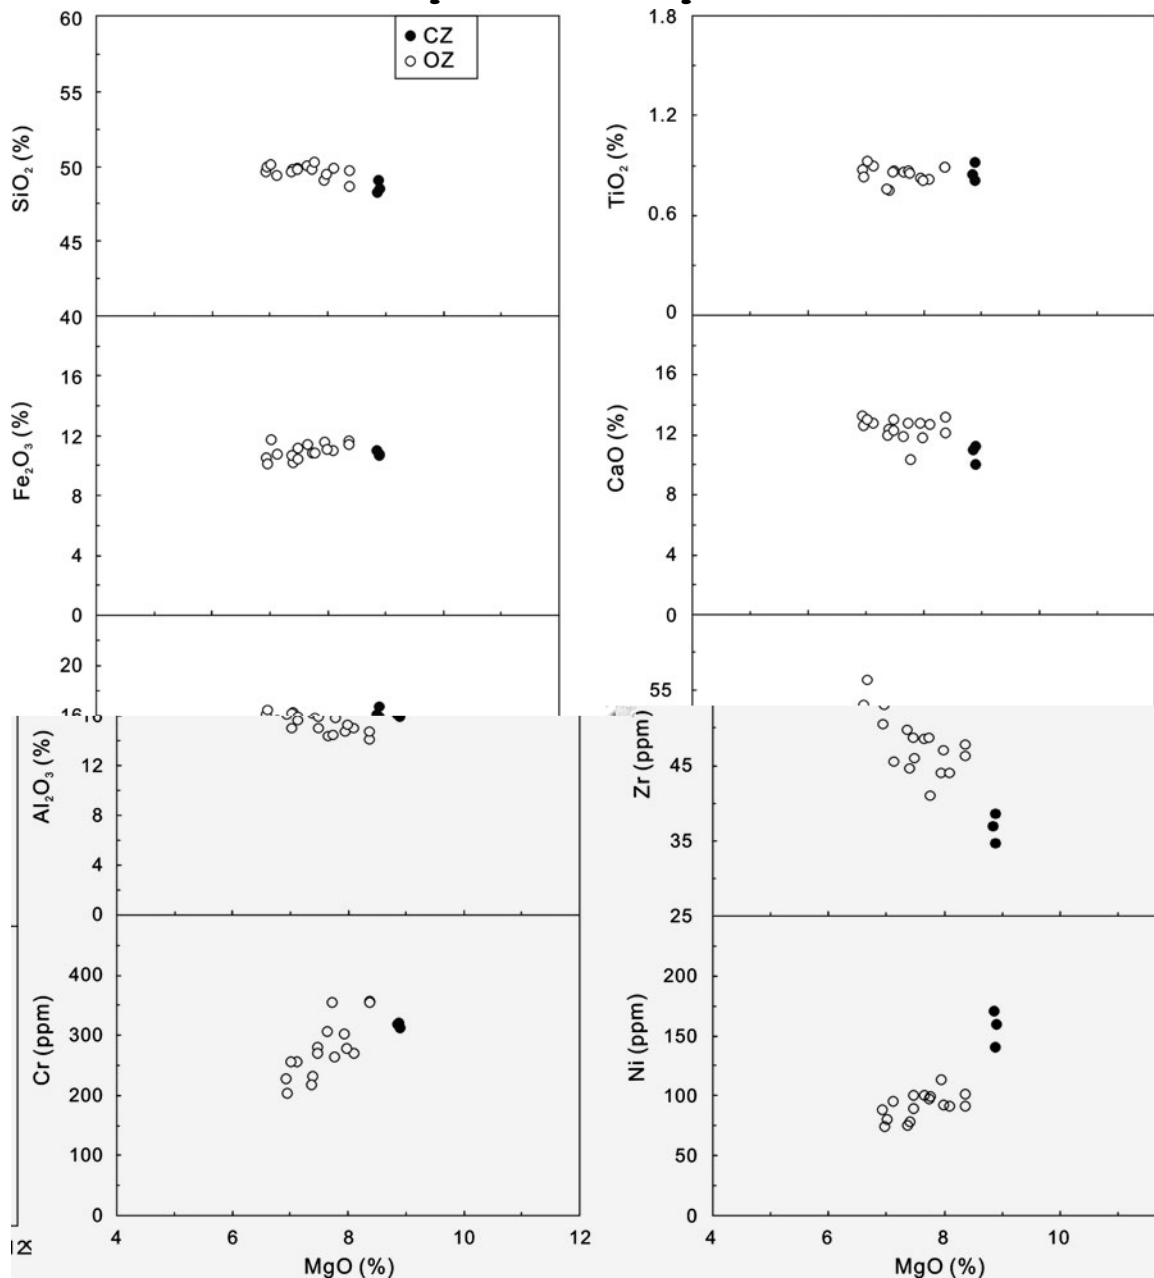 CZ
OZ
60
55
50
45
40
SiO₂ (%)
1.8
1.2
0.6
0
TiO₂ (%)
16
12
8
4
0
Fe₂O₃ (%)
16
12
8
4
0
CaO (%)
20
16
12
8
4
0
Al₂O₃ (%)
55
45
35
25
Zr (ppm)
400
300
200
100
0
Cr (ppm)
200
150
100
50
0
Ni (ppm)
4 6 8 10 12
MgO (%)
4 6 8 10
MgO (%)